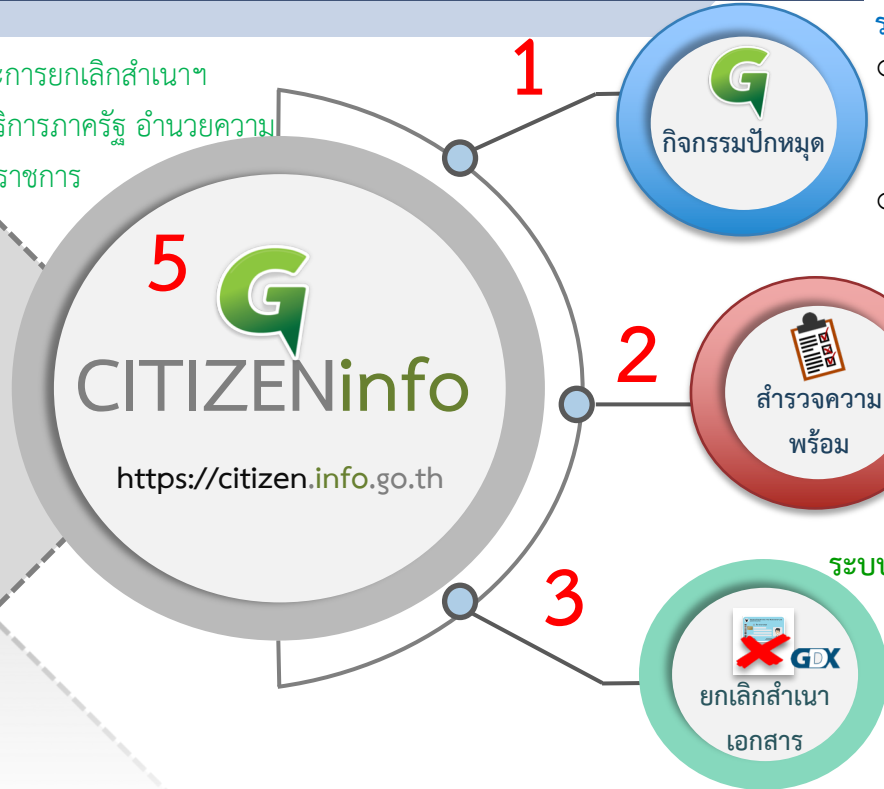 การยกเลิกสำเนาฯ
ริการภาครัฐ อำนวยความ
ราชการ
1
กิจกรรมปักหมุด
5
CITIZENinfo
https://citizen.info.go.th
2
สำรวจความ
พร้อม
3
ระบบ
GDX
ยกเลิกสำเนา
เอกสาร